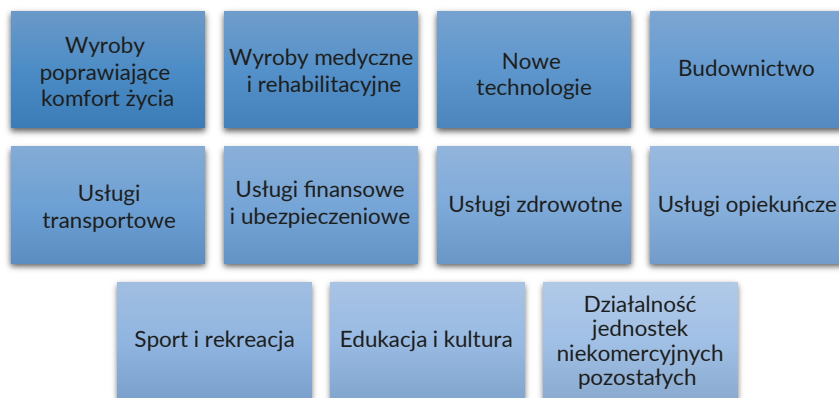 Wyroby
poprawiające
komfort życia
Wyroby medyczne
i rehabilitacyjne
Nowe
technologie
Budownictwo
Usługi
transportowe
Usługi finansowe
i ubezpieczeniowe
Usługi zdrowotne
Usługi opiekuńcze
Sport i rekreacja
Edukacja i kultura
Działalność
jednostek
niekomercyjnych
pozostałych